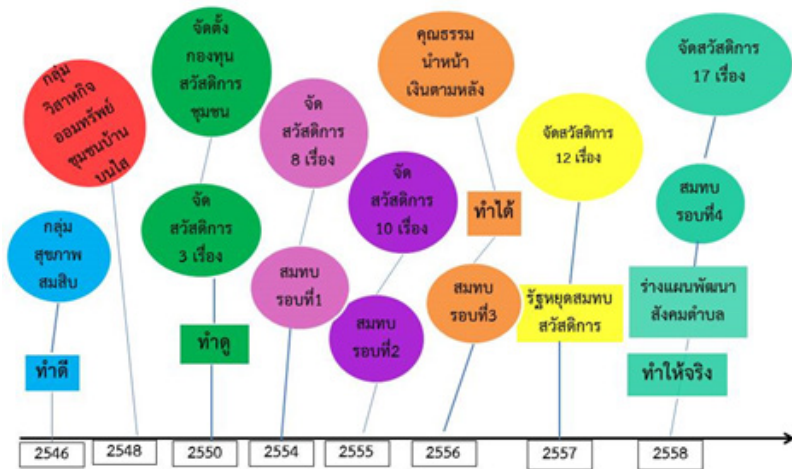 กลุ่ม
สุขภาพ
สมสิบ
ทำดี
กลุ่ม
วิสาหกิจ
ออมทรัพย์
ชุมชนบ้าน
บนไส
จัดตั้ง
กองทุน
สวัสดิการ
ชุมชน
จัด
สวัสดิการ
3 เรื่อง
ทำดู
จัด
สวัสดิการ
8 เรื่อง
สมทบ
รอบที่1
จัด
สวัสดิการ
10 เรื่อง
สมทบ
รอบที่2
คุณธรรม
นำหน้า
เงินตามหลัง
ทำได้
สมทบ
รอบที่3
จัดสวัสดิการ
12 เรื่อง
รัฐหยุดสมทบ
สวัสดิการ
จัดสวัสดิการ
17 เรื่อง
สมทบ
รอบที่4
ร่างแผนพัฒนา
สังคมตำบล
ทำให้จริง
2546
2548
2550
2554
2555
2556
2557
2558